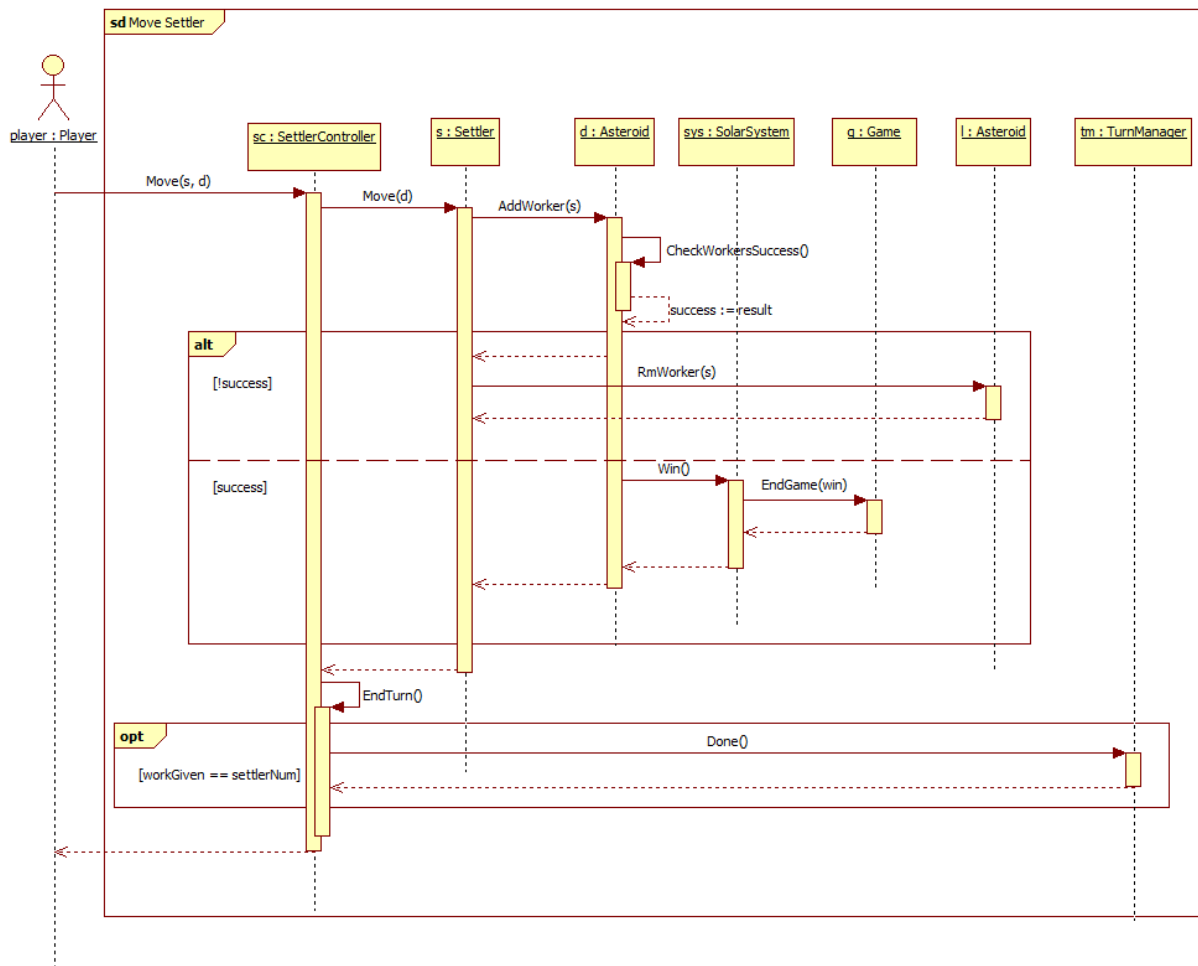 sd Move Settler
player : Player
sc : SettlerController
s : Settler
d : Asteroid
sys : SolarSystem
g : Game
l : Asteroid
tm : TurnManager
Move(s, d)
Move(d)
AddWorker(s)
CheckWorkersSuccess()
success := result
alt
[!success]
RmWorker(s)
[success]
Win()
EndGame(win)
EndTurn()
opt
[workGiven == settlerNum]
Done()